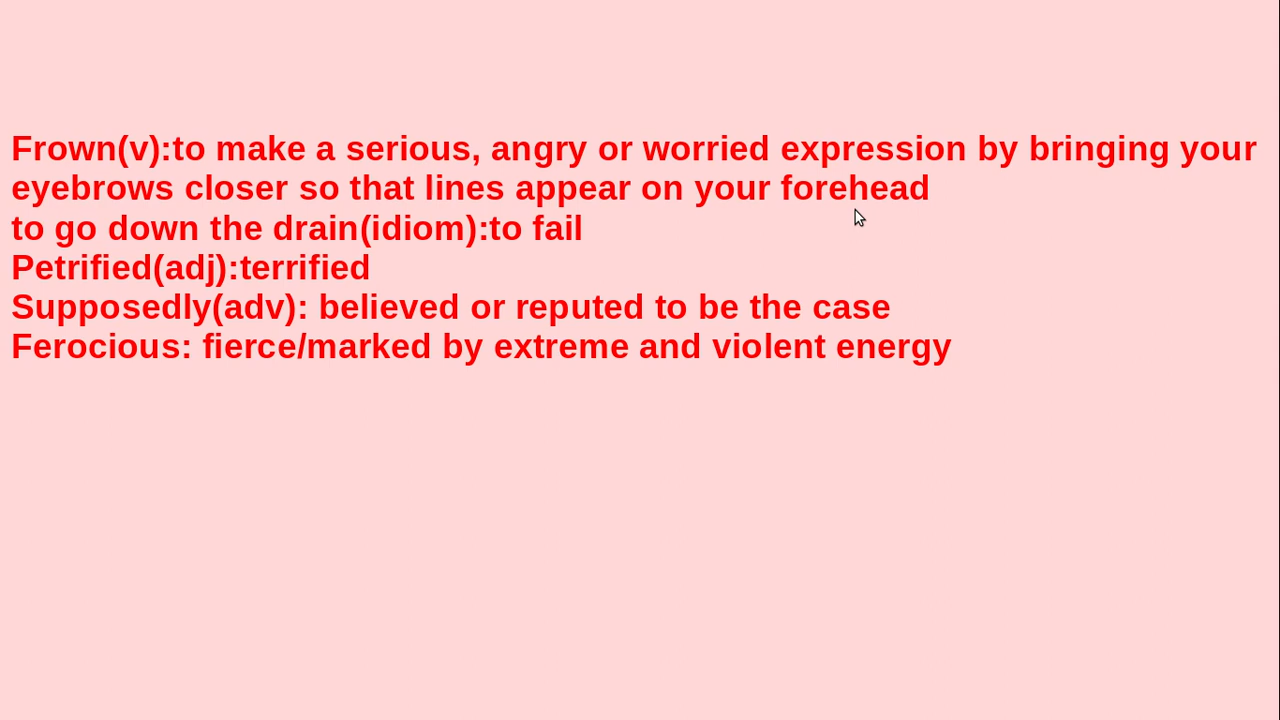 Frown(v):to make a serious, angry or worried expression by bringing your
eyebrows closer so that lines appear on your forehead
to go down the drain(idiom):to fail
Petrified(adj):terrified
Supposedly(adv): believed or reputed to be the case
Ferocious: fierce/marked by extreme and violent energy